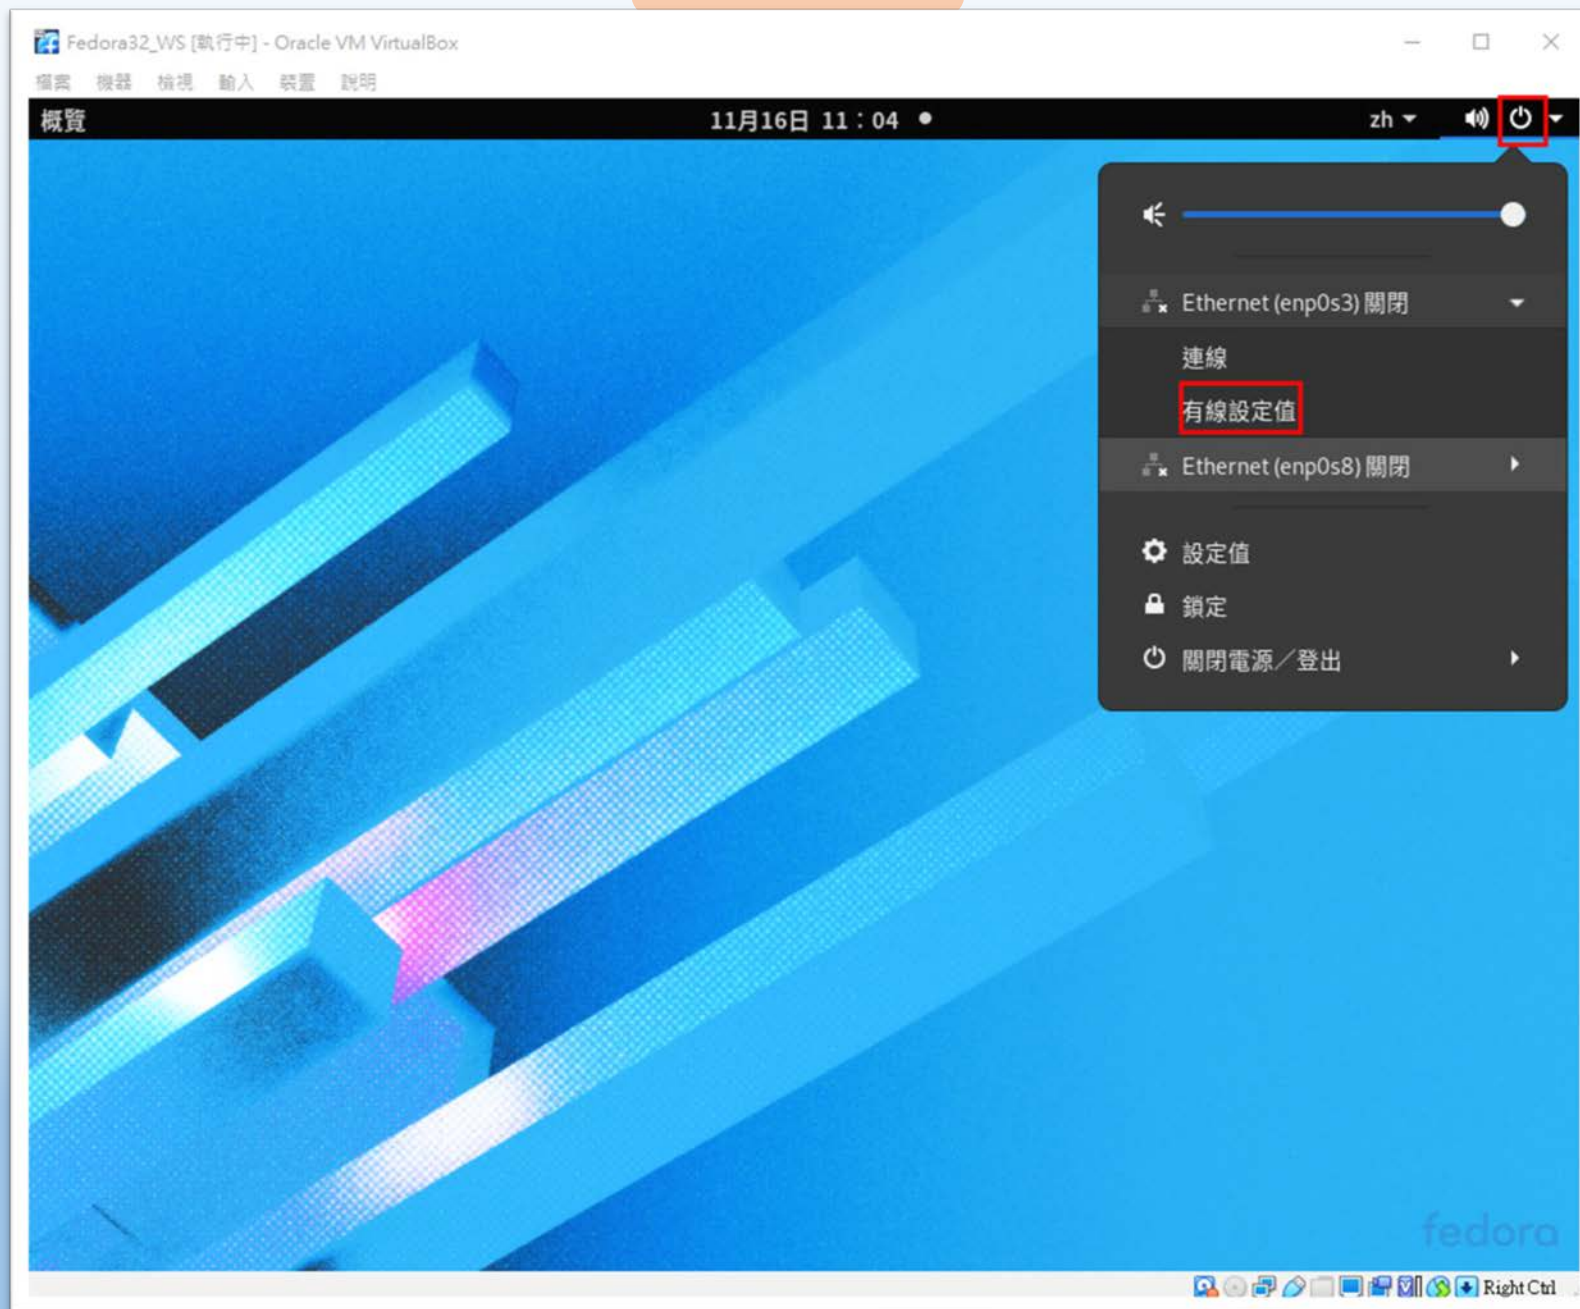 Fedora32_WS [執行中] - Oracle VM VirtualBox
檔案 機器 檢視 輸入 裝置 說明
概覽 11月16日 11：04 zh
Ethernet (enp0s3) 關閉
連線
有線設定值
Ethernet (enp0s8) 關閉
設定值
鎖定
關閉電源／登出
fedora
Right Ctrl